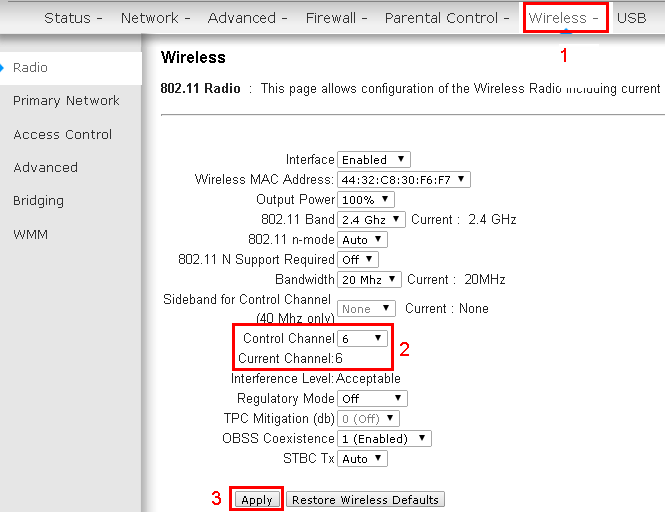 Status - Network - Advanced - Firewall - Parental Control - Wireless - USB
1
Radio
Primary Network
Access Control
Advanced
Bridging
WMM
Wireless
802.11 Radio : This page allows configuration of the Wireless Radio including current
Interface Enabled
Wireless MAC Address: 44:32:C8:30:F6:F7
Output Power 100%
802.11 Band 2.4 Ghz Current : 2.4 GHz
802.11 n-mode Auto
802.11 N Support Required Off
Bandwidth 20 Mhz Current : 20MHz
Sideband for Control Channel
(40 Mhz only) None Current : None
Control Channel 6
2
Current Channel:6
Interference Level:Acceptable
Regulatory Mode Off
TPC Mitigation (db) 0 (Off)
OBSS Coexistence 1 (Enabled)
STBC Tx Auto
3 Apply Restore Wireless Defaults